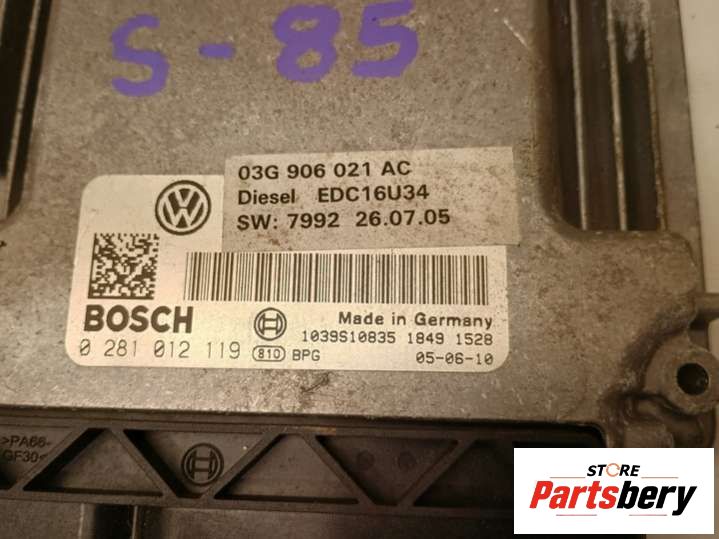 S-85
03G 906 021 AC
Diesel EDC16U34
SW: 7992 26.07.05
BOSCH
Made in Germany
1039S10835 1849 1528
0 281 012 119 810 BPG 05-06-10
>PA66-
GF30<
STORE
Partsbery